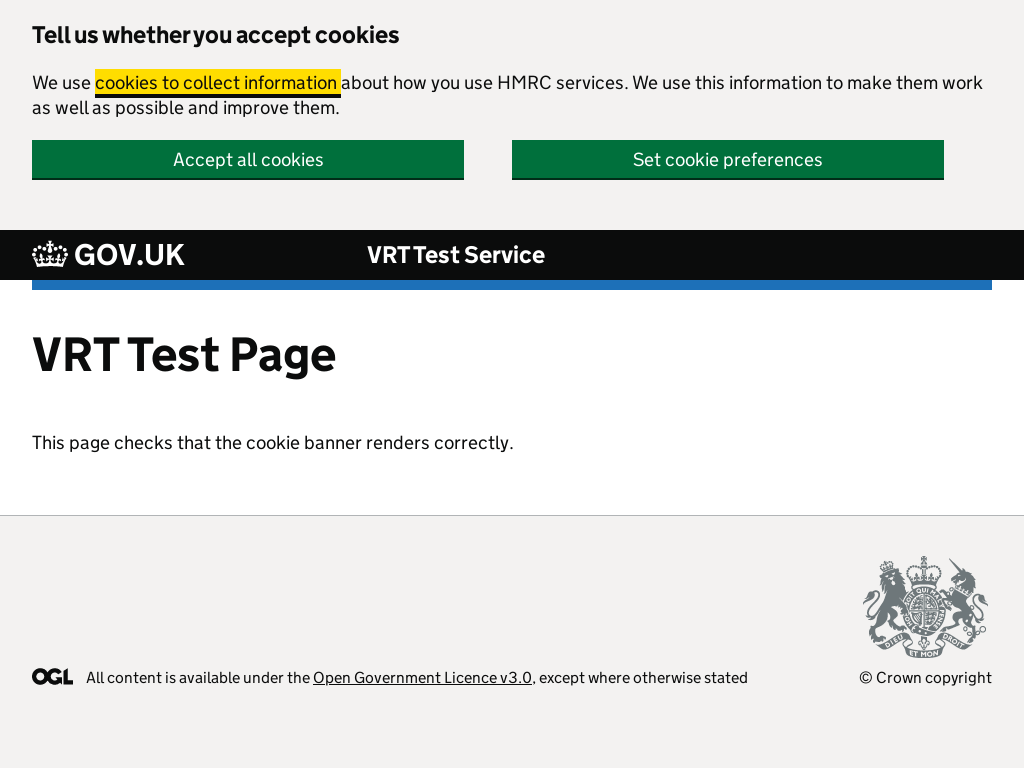 Tell us whether you accept cookies
We use cookies to collect information about how you use HMRC services. We use this information to make them work
as well as possible and improve them.
Accept all cookies
Set cookie preferences
GOV.UK
VRT Test Service
VRT Test Page
This page checks that the cookie banner renders correctly.
DIEU ET MON DROIT
OGL
All content is available under the Open Government Licence v3.0, except where otherwise stated
© Crown copyright